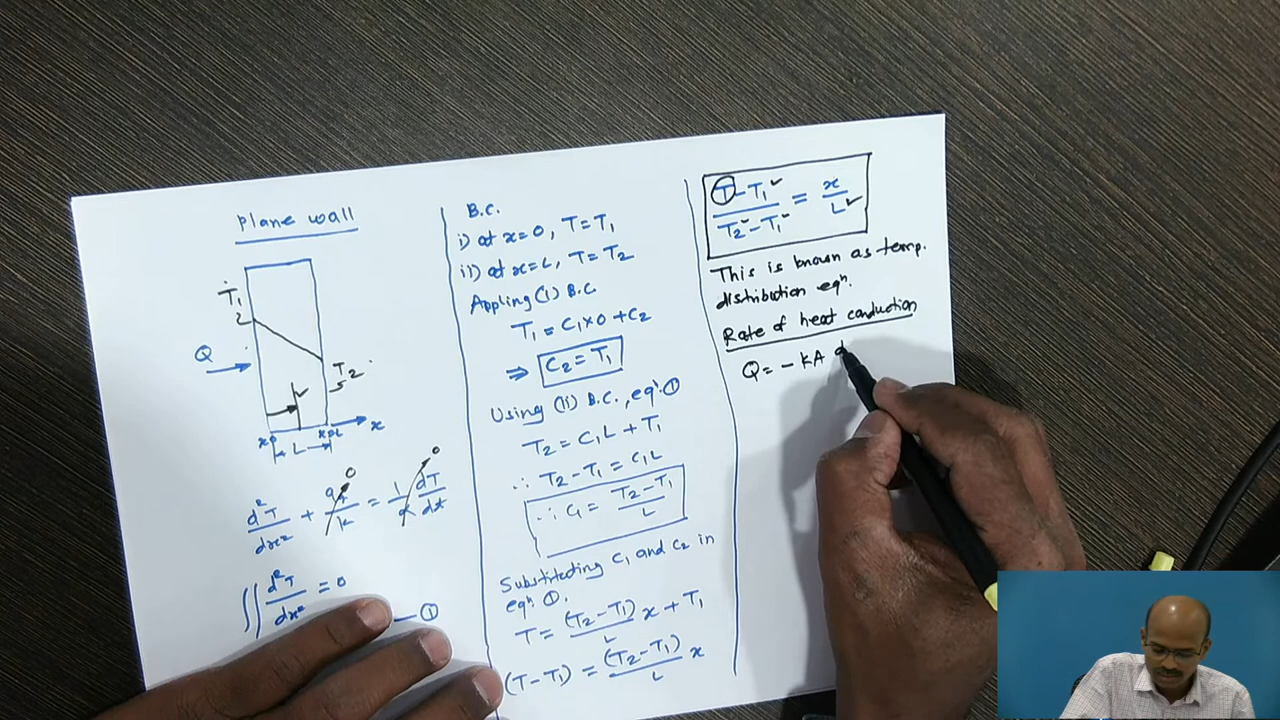 Plane wall
T₁
Q
T₂
x=0
x=L
L
x
d²T/dx² + q/k = 1/α dT/dt
0
0
∬ d²T/dx² = 0
— ①
B.C.
i) at x=0, T=T₁
ii) at x=L, T=T₂
Appling (i) B.C.
T₁ = C₁×0 + C₂
⇒ C₂ = T₁
Using (ii) B.C., eqⁿ. ①
T₂ = C₁L + T₁
∴ T₂-T₁ = C₁L
∴ C₁ = (T₂-T₁)/L
Substituting C₁ and C₂ in
eqⁿ. ①.
T = (T₂-T₁)/L x + T₁
(T-T₁) = (T₂-T₁)/L x
(T-T₁)/(T₂-T₁) = x/L
This is known as temp.
distribution eqⁿ.
Rate of heat conduction
Q = -kA d